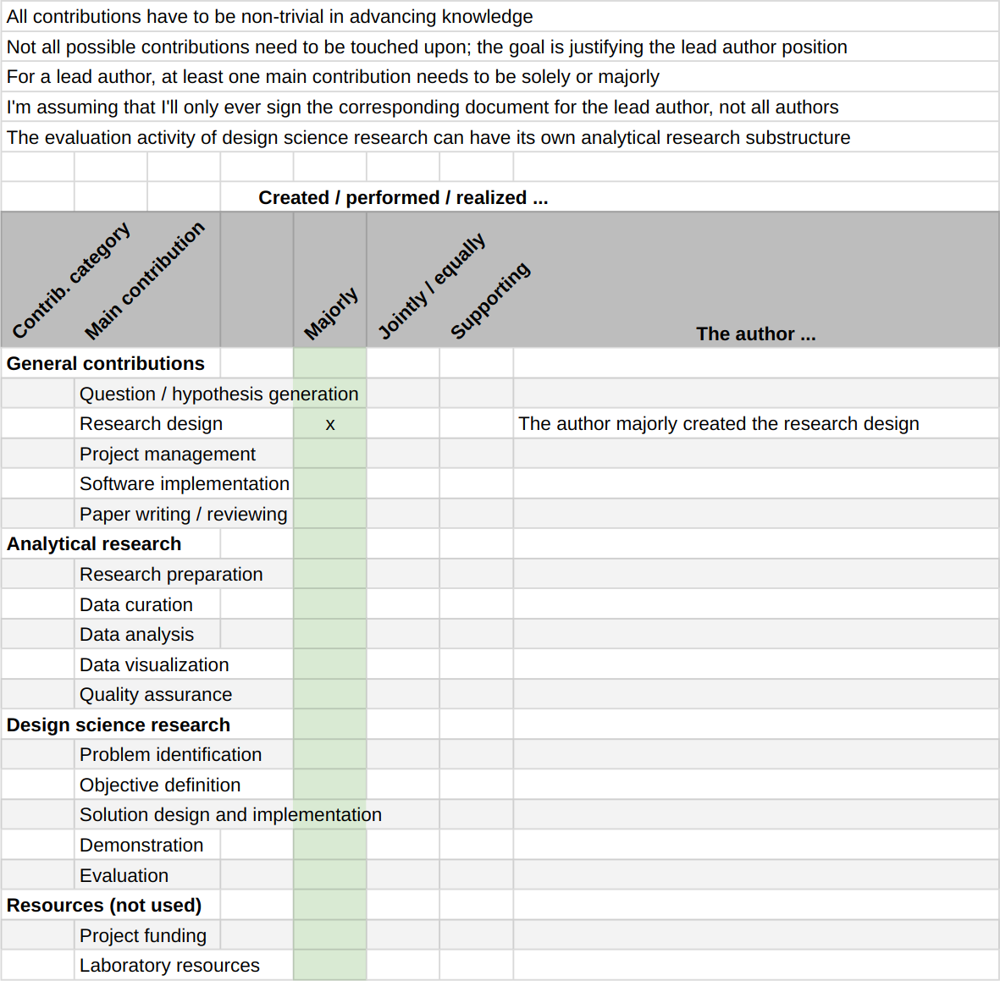 All contributions have to be non-trivial in advancing knowledge
Not all possible contributions need to be touched upon; the goal is justifying the lead author position
For a lead author, at least one main contribution needs to be solely or majorly
I'm assuming that I'll only ever sign the corresponding document for the lead author, not all authors
The evaluation activity of design science research can have its own analytical research substructure
Created / performed / realized ...
Contrib. category
Main contribution
Majorly
Jointly / equally
Supporting
The author ...
General contributions
Question / hypothesis generation
Research design x The author majorly created the research design
Project management
Software implementation
Paper writing / reviewing
Analytical research
Research preparation
Data curation
Data analysis
Data visualization
Quality assurance
Design science research
Problem identification
Objective definition
Solution design and implementation
Demonstration
Evaluation
Resources (not used)
Project funding
Laboratory resources